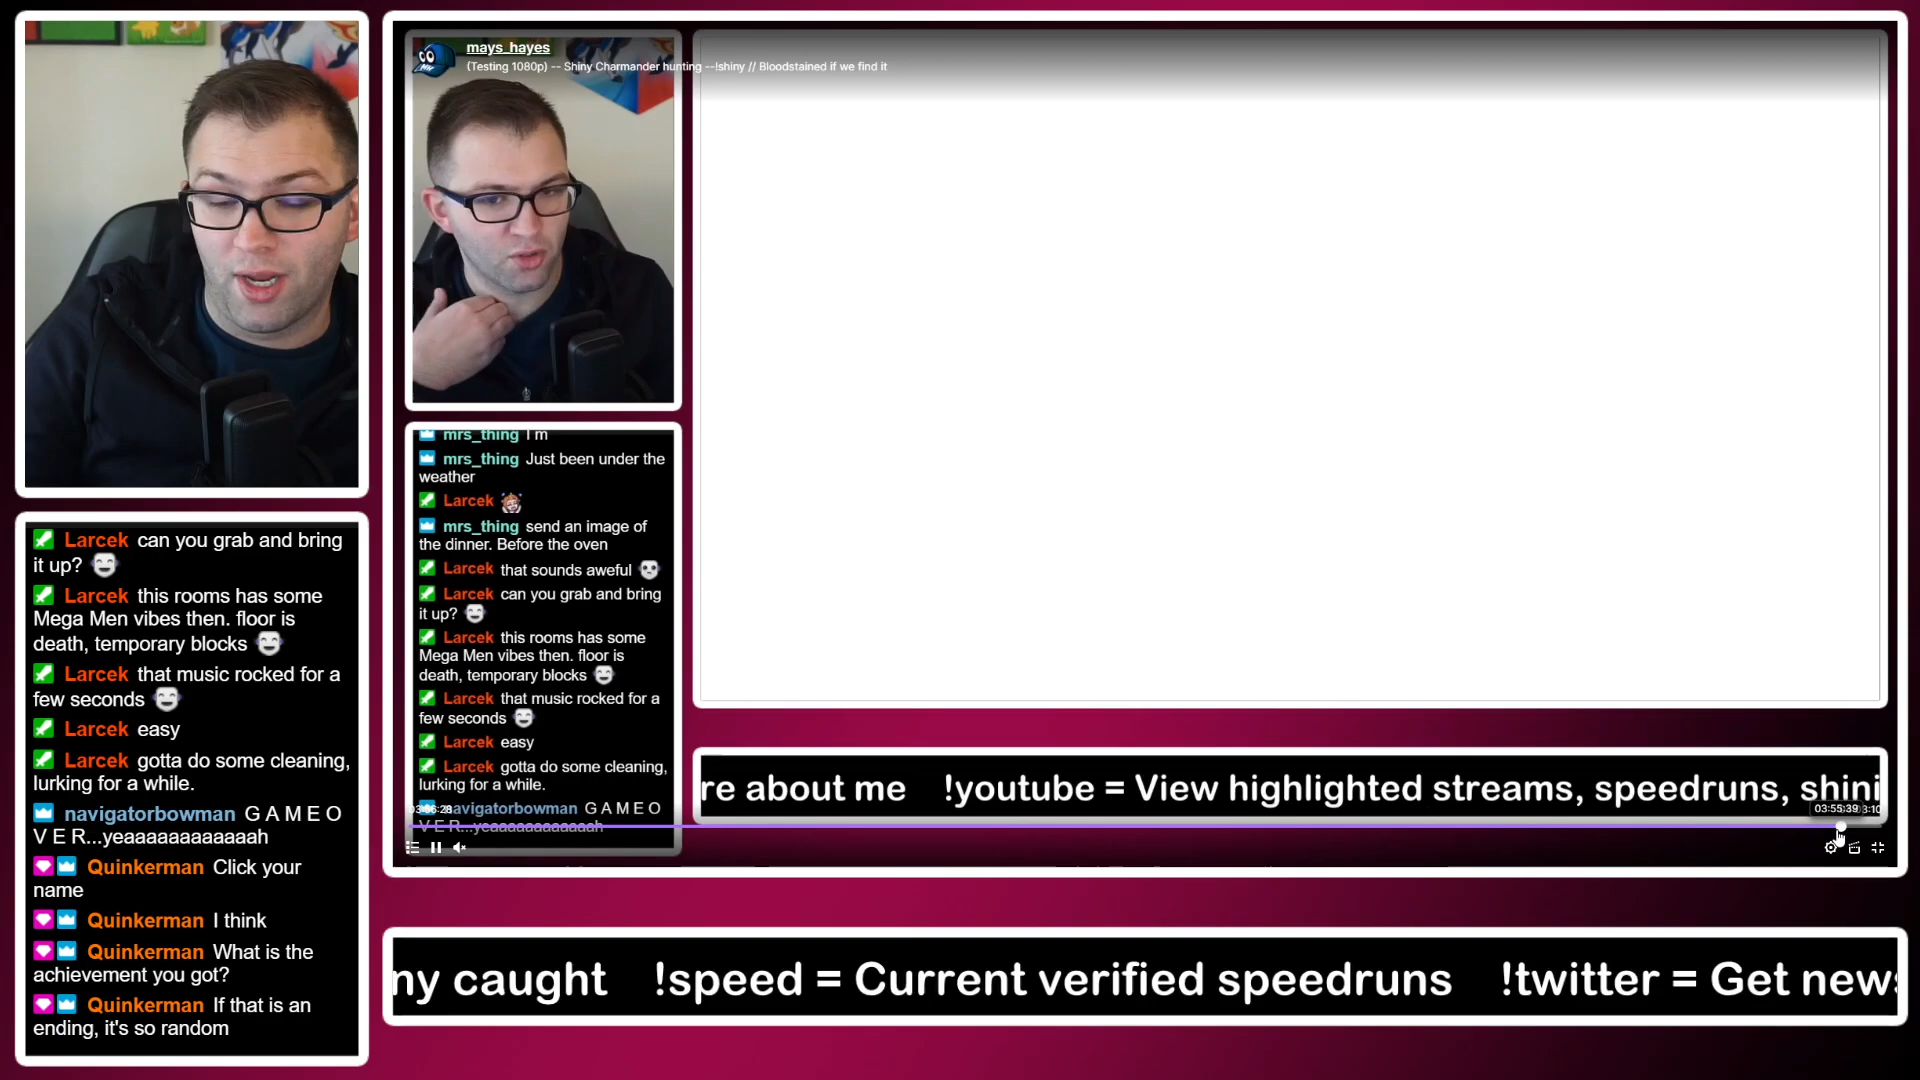 Larcek can you grab and bring
it up?
Larcek this rooms has some
Mega Men vibes then. floor is
death, temporary blocks
Larcek that music rocked for a
few seconds
Larcek easy
Larcek gotta do some cleaning,
lurking for a while.
navigatorbowman G A M E O
V E R...yeaaaaaaaaaaaah
Quinkerman Click your
name
Quinkerman I think
Quinkerman What is the
achievement you got?
Quinkerman If that is an
ending, it's so random
mays_hayes
(Testing 1080p) -- Shiny Charmander hunting --!shiny // Bloodstained if we find it
mrs_thing I'm
mrs_thing Just been under the
weather
Larcek
mrs_thing send an image of
the dinner. Before the oven
Larcek that sounds aweful
Larcek can you grab and bring
it up?
Larcek this rooms has some
Mega Men vibes then. floor is
death, temporary blocks
Larcek that music rocked for a
few seconds
Larcek easy
Larcek gotta do some cleaning,
lurking for a while.
navigatorbowman G A M E O
V E R...yeaaaaaaaaaaaah
re about me !youtube = View highlighted streams, speedruns, shini
03:55:39
ny caught !speed = Current verified speedruns !twitter = Get news